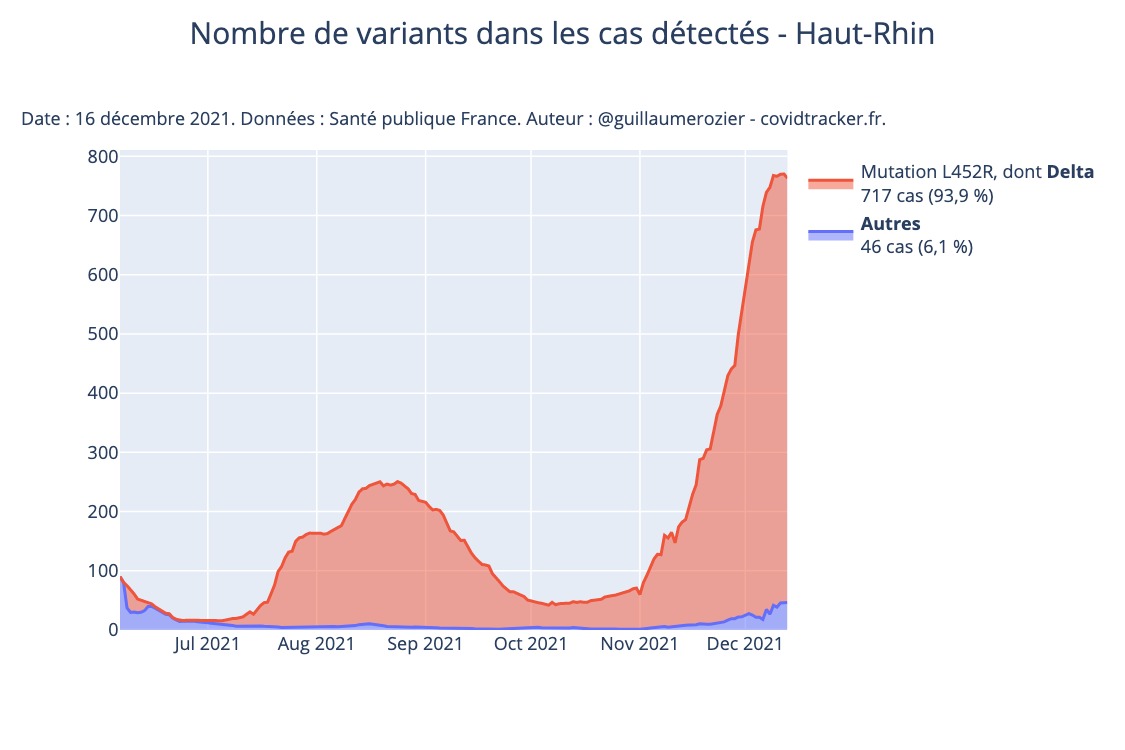 Nombre de variants dans les cas détectés - Haut-Rhin
Date : 16 décembre 2021. Données : Santé publique France. Auteur : @guillaumerozier - covidtracker.fr.
800
700
600
500
400
300
200
100
0
Jul 2021
Aug 2021
Sep 2021
Oct 2021
Nov 2021
Dec 2021
Mutation L452R, dont Delta
717 cas (93,9 %)
Autres
46 cas (6,1 %)